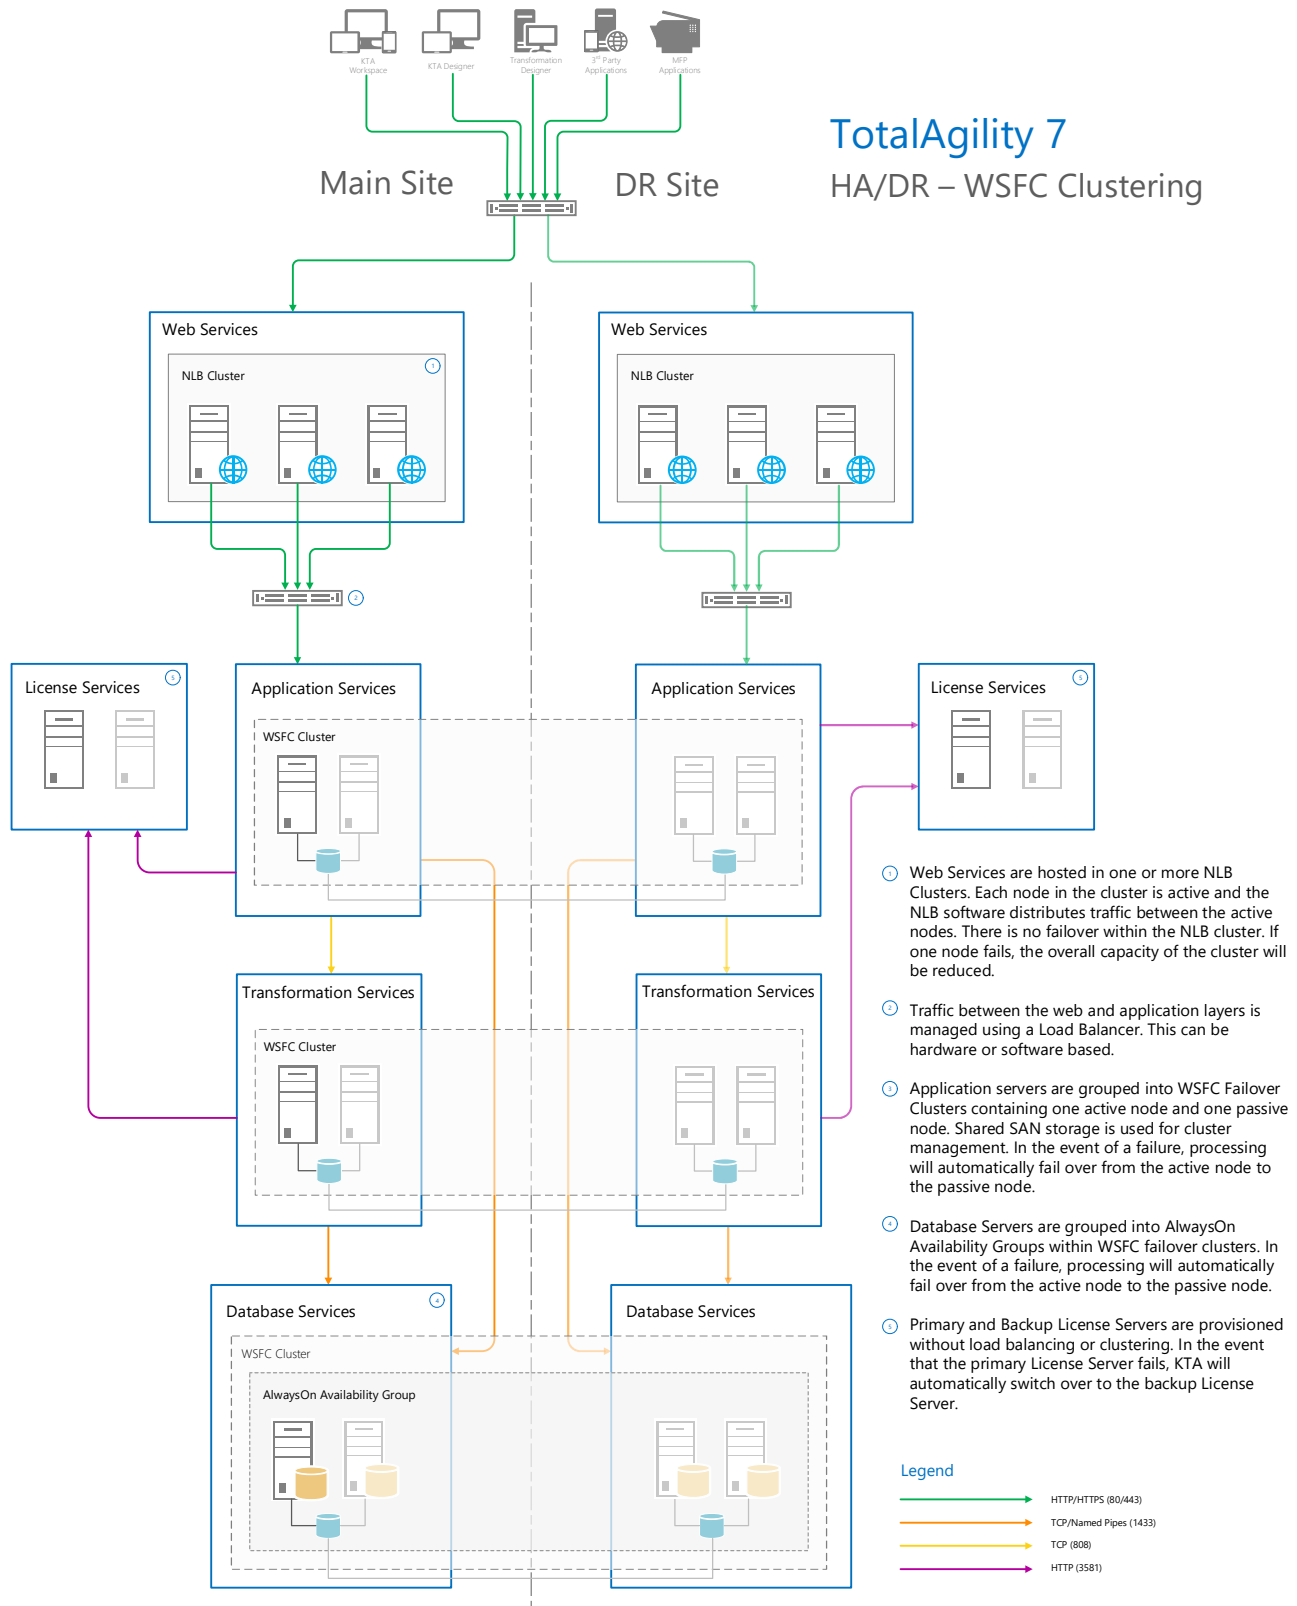 KTA
Workspace
KTA Designer
Transformation
Designer
3rd Party
Applications
MFP
Applications
TotalAgility 7
HA/DR – WSFC Clustering
Main Site
DR Site
Web Services
NLB Cluster
1
Web Services
NLB Cluster
2
License Services
5
Application Services
WSFC Cluster
Application Services
License Services
5
Transformation Services
WSFC Cluster
Transformation Services
Database Services
4
WSFC Cluster
AlwaysOn Availability Group
Database Services
1 Web Services are hosted in one or more NLB
Clusters. Each node in the cluster is active and the
NLB software distributes traffic between the active
nodes. There is no failover within the NLB cluster. If
one node fails, the overall capacity of the cluster will
be reduced.
2 Traffic between the web and application layers is
managed using a Load Balancer. This can be
hardware or software based.
3 Application servers are grouped into WSFC Failover
Clusters containing one active node and one passive
node. Shared SAN storage is used for cluster
management. In the event of a failure, processing
will automatically fail over from the active node to
the passive node.
4 Database Servers are grouped into AlwaysOn
Availability Groups within WSFC failover clusters. In
the event of a failure, processing will automatically
fail over from the active node to the passive node.
5 Primary and Backup License Servers are provisioned
without load balancing or clustering. In the event
that the primary License Server fails, KTA will
automatically switch over to the backup License
Server.
Legend
HTTP/HTTPS (80/443)
TCP/Named Pipes (1433)
TCP (808)
HTTP (3581)